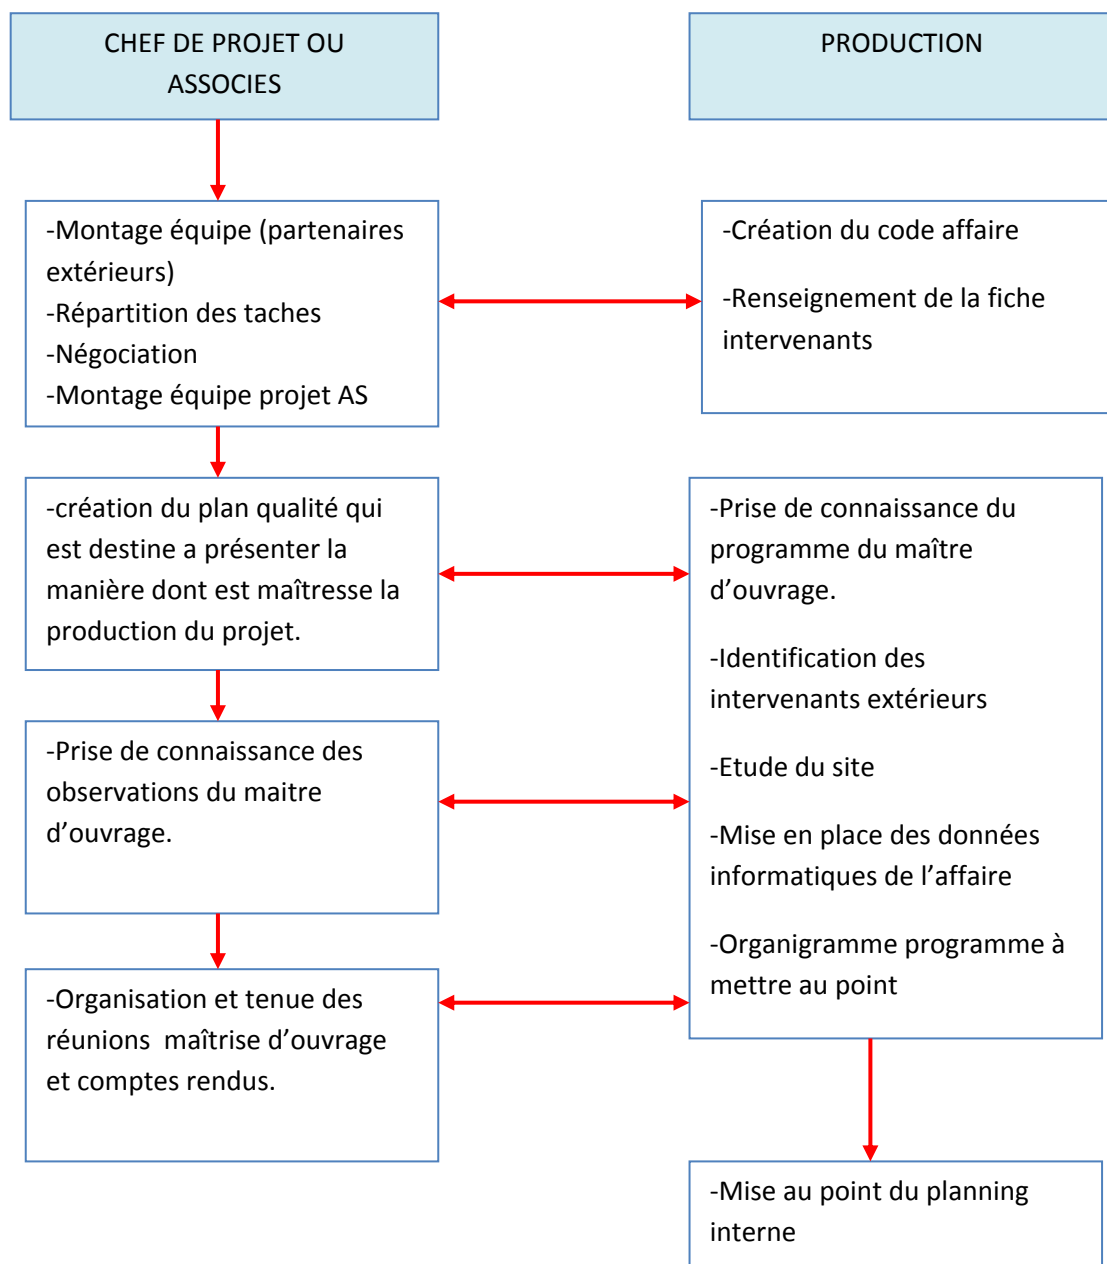 CHEF DE PROJET OU
ASSOCIES
PRODUCTION
-Montage équipe (partenaires
extérieurs)
-Répartition des taches
-Négociation
-Montage équipe projet AS
-Création du code affaire
-Renseignement de la fiche
intervenants
-création du plan qualité qui
est destine a présenter la
manière dont est maîtresse la
production du projet.
-Prise de connaissance du
programme du maître
d’ouvrage.
-Identification des
intervenants extérieurs
-Etude du site
-Mise en place des données
informatiques de l’affaire
-Organigramme programme à
mettre au point
-Prise de connaissance des
observations du maitre
d’ouvrage.
-Organisation et tenue des
réunions  maîtrise d’ouvrage
et comptes rendus.
-Mise au point du planning
interne